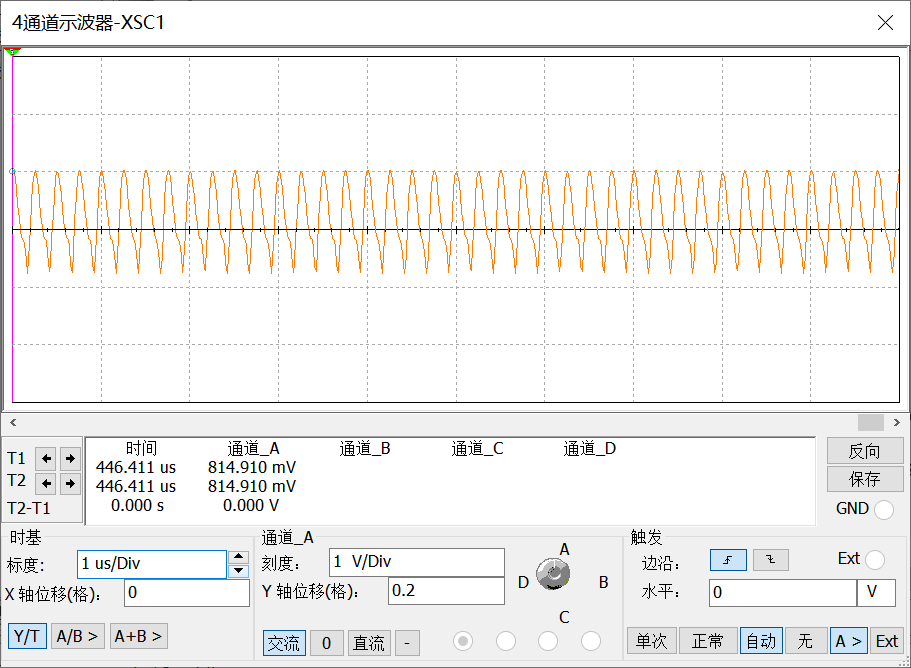 4通道示波器-XSC1
时间 通道_A 通道_B 通道_C 通道_D
T1 446.411 us 814.910 mV
T2 446.411 us 814.910 mV
T2-T1 0.000 s 0.000 V
反向
保存
GND
时基
标度： 1 us/Div
X 轴位移(格)： 0
Y/T A/B > A+B >
通道_A
刻度： 1 V/Div
Y 轴位移(格)： 0.2
交流 0 直流 -
A
D B
C
触发
边沿： Ext
水平： 0 V
单次 正常 自动 无 A > Ext